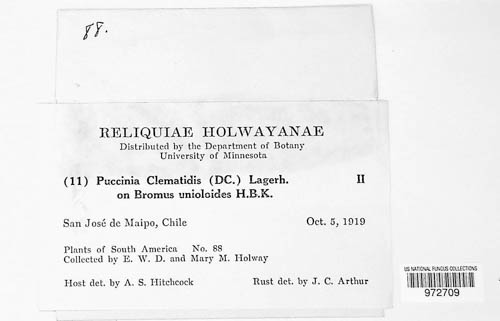 88.
RELIQUIAE HOLWAYANAE
Distributed by the Department of Botany
University of Minnesota
(11) Puccinia Clematidis (DC.) Lagerh. II
on Bromus unioloides H.B.K.
San José de Maipo, Chile Oct. 5, 1919
Plants of South America No. 88
Collected by E. W. D. and Mary M. Holway
Host det. by A. S. Hitchcock Rust det. by J. C. Arthur
US NATIONAL FUNGUS COLLECTIONS
972709